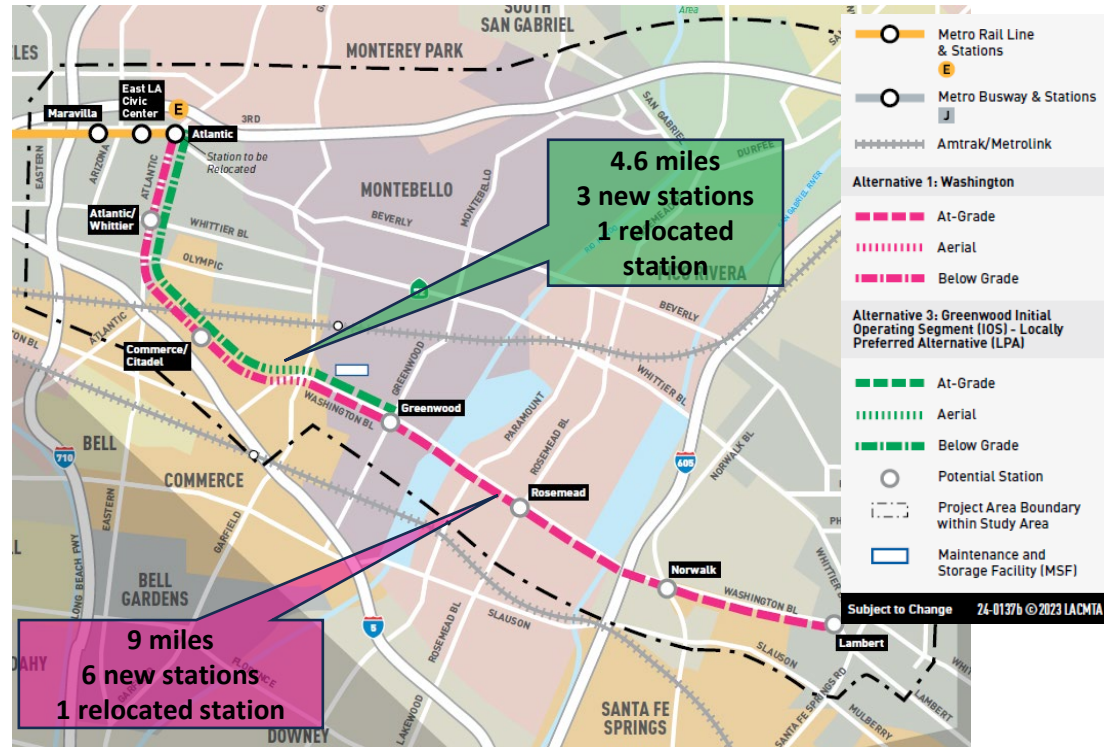 SOUTH
SAN GABRIEL
Area
MONTEREY PARK
LES
East LA
Civic
Center
E
Maravilla
Atlantic
3RD
Station to be
Relocated
EASTERN
ARIZONA
ATLANTIC
SAN GABRIEL
DURFEE
SAN GABRIEL RIVER
MONTEBELLO
MONTEBELLO
BEVERLY
Atlantic/
Whittier
WHITTIER BL
OLYMPIC
4.6 miles
3 new stations
1 relocated
station
PICO RIVERA
BEVERLY
ATLANTIC
Commerce/
Citadel
GREENWOOD
WHITTIER BL
WASHINGTON BL
Greenwood
PARAMOUNT
ROSEMEAD BL
NORWALK BL
BELL
710
605
COMMERCE
EASTERN
GARFIELD
Rosemead
LONG BEACH FWY
BELL
GARDENS
Norwalk
WASHINGTON BL
SLAUSON
5
ROSEMEAD BL
Lambert
9 miles
6 new stations
1 relocated station
SLAUSON
FLORENCE
LAKEWOOD
SANTA FE
SPRINGS
SANTA FE SPRINGS RD
MULBERRY
LAMBERT
DOWNEY
Metro Rail Line
& Stations
E
Metro Busway & Stations
J
Amtrak/Metrolink
Alternative 1: Washington
At-Grade
Aerial
Below Grade
Alternative 3: Greenwood Initial
Operating Segment (IOS) - Locally
Preferred Alternative (LPA)
At-Grade
Aerial
Below Grade
Potential Station
Project Area Boundary
within Study Area
Maintenance and
Storage Facility (MSF)
Subject to Change 24-0137b © 2023 LACMTA